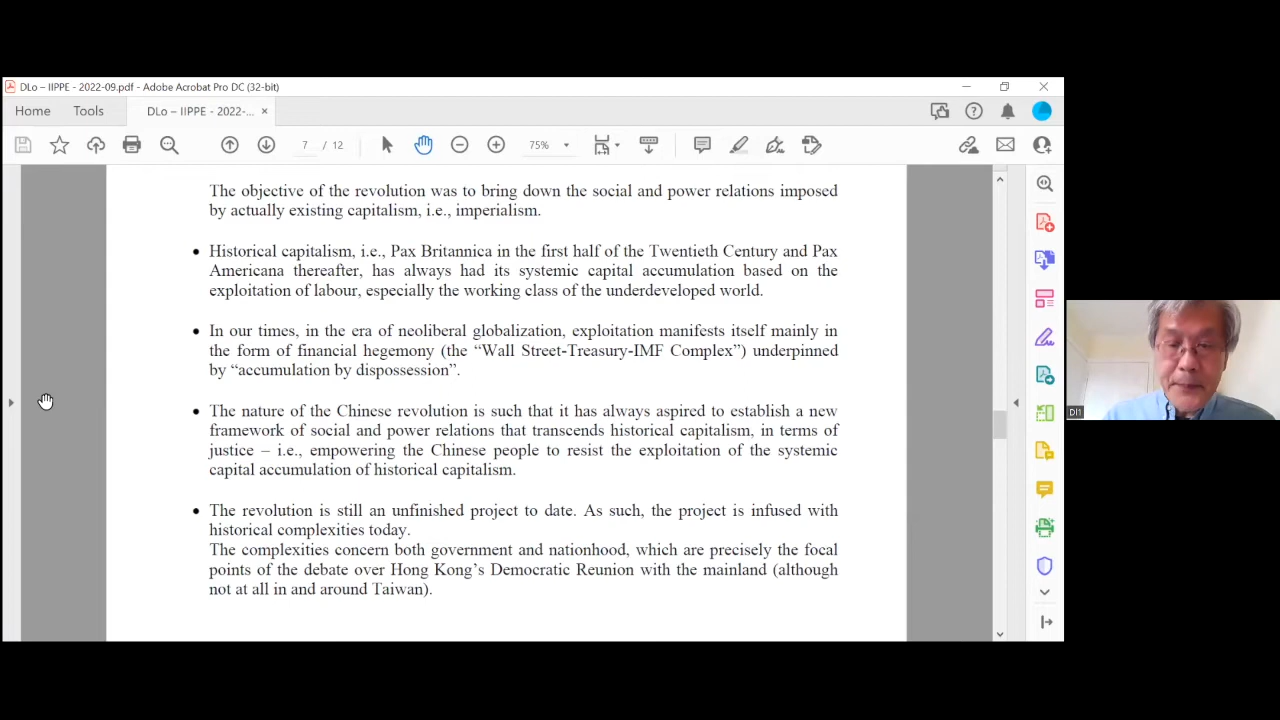 DLo – IIPPE - 2022-09.pdf - Adobe Acrobat Pro DC (32-bit)
Home Tools DLo – IIPPE - 2022-... ×
7 / 12 75%
The objective of the revolution was to bring down the social and power relations imposed
by actually existing capitalism, i.e., imperialism.
• Historical capitalism, i.e., Pax Britannica in the first half of the Twentieth Century and Pax
Americana thereafter, has always had its systemic capital accumulation based on the
exploitation of labour, especially the working class of the underdeveloped world.
• In our times, in the era of neoliberal globalization, exploitation manifests itself mainly in
the form of financial hegemony (the “Wall Street-Treasury-IMF Complex”) underpinned
by “accumulation by dispossession”.
• The nature of the Chinese revolution is such that it has always aspired to establish a new
framework of social and power relations that transcends historical capitalism, in terms of
justice – i.e., empowering the Chinese people to resist the exploitation of the systemic
capital accumulation of historical capitalism.
• The revolution is still an unfinished project to date. As such, the project is infused with
historical complexities today.
The complexities concern both government and nationhood, which are precisely the focal
points of the debate over Hong Kong’s Democratic Reunion with the mainland (although
not at all in and around Taiwan).